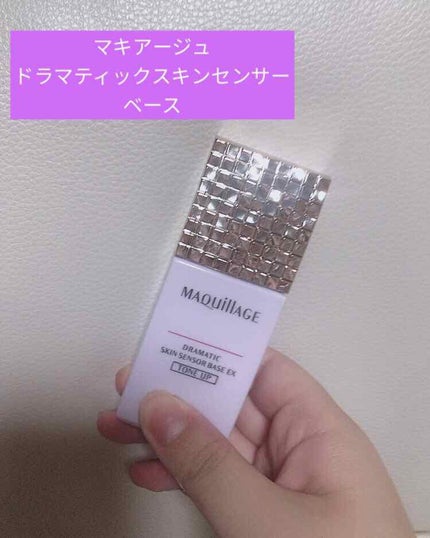 マキアージュ
ドラマティックスキンセンサー
ベース
MAQuillAGE
DRAMATIC
SKIN SENSOR BASE EX
TONE UP